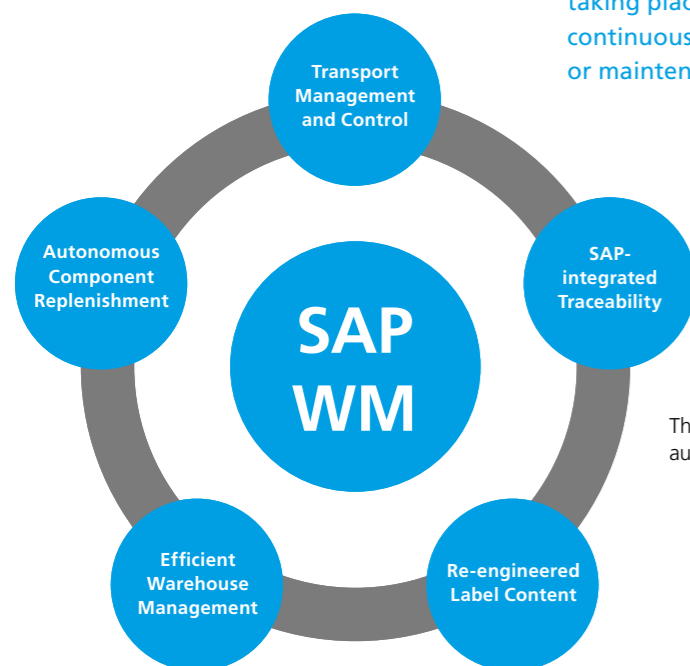 taking plac
continuous
or mainten
Transport
Management
and Control
Autonomous
Component
Replenishment
SAP-
integrated
Traceability
SAP
WM
Th
au
Efficient
Warehouse
Management
Re-engineered
Label Content